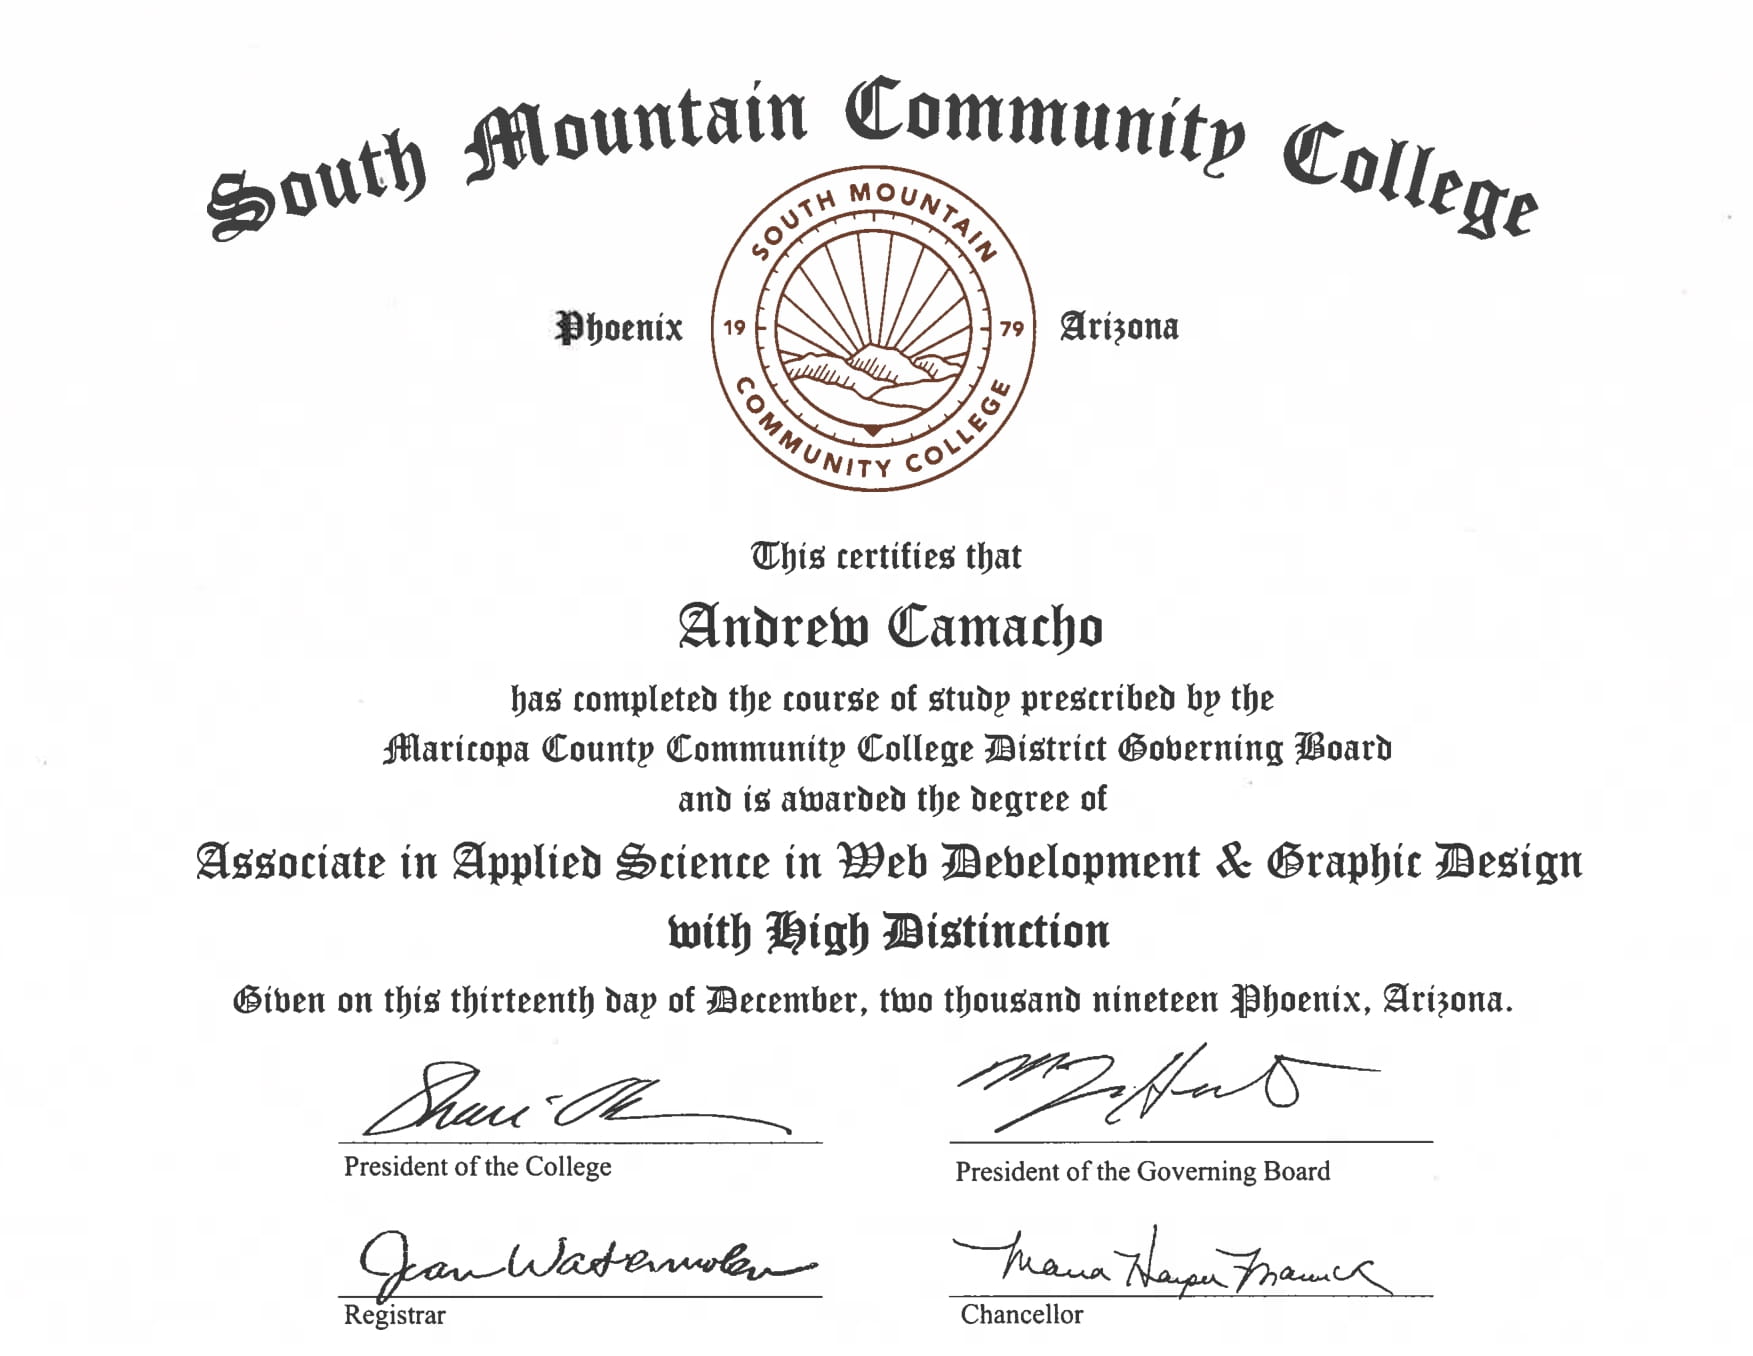 South Mountain Community College
SOUTH MOUNTAIN
Phoenix
19
79
Arizona
COMMUNITY COLLEGE
This certifies that
Andrew Camacho
has completed the course of study prescribed by the
Maricopa County Community College District Governing Board
and is awarded the degree of
Associate in Applied Science in Web Development & Graphic Design
with High Distinction
Given on this thirteenth day of December, two thousand nineteen Phoenix, Arizona.
President of the College
President of the Governing Board
Jean
Maria Harper
Registrar
Chancellor